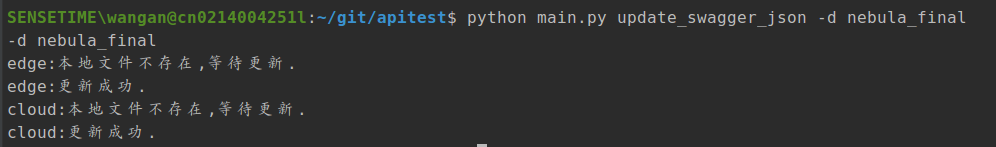 SENSETIME\wangan@cn0214004251l:~/git/apitest$ python main.py update_swagger_json -d nebula_final
-d nebula_final
edge:本地文件不存在,等待更新.
edge:更新成功.
cloud:本地文件不存在,等待更新.
cloud:更新成功.